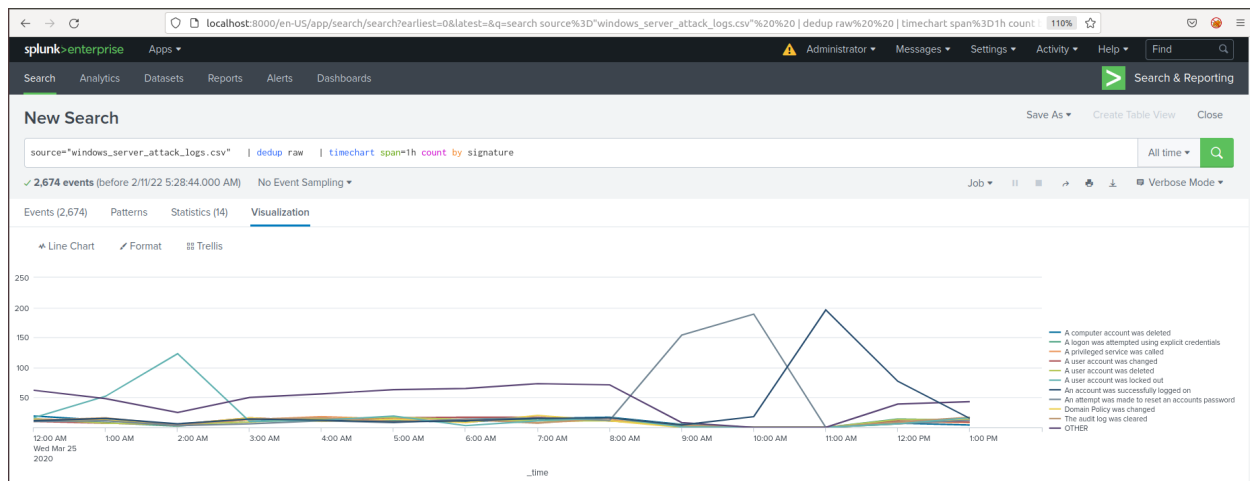 localhost:8000/en-US/app/search/search?earliest=0&latest=&q=search source%3D"windows_server_attack_logs.csv"%20%20 | dedup raw%20%20 | timechart span%3D1h count 110%
splunk>enterprise Apps Administrator Messages Settings Activity Help Find
Search Analytics Datasets Reports Alerts Dashboards Search & Reporting
New Search Save As Create Table View Close
source="windows_server_attack_logs.csv" | dedup raw | timechart span=1h count by signature All time
2,674 events (before 2/11/22 5:28:44.000 AM) No Event Sampling Job Verbose Mode
Events (2,674) Patterns Statistics (14) Visualization
Line Chart Format Trellis
250
200
150
100
50
A computer account was deleted
A logon was attempted using explicit credentials
A privileged service was called
A user account was changed
A user account was deleted
A user account was locked out
An account was successfully logged on
An attempt was made to reset an accounts password
Domain Policy was changed
The audit log was cleared
OTHER
12:00 AM 1:00 AM 2:00 AM 3:00 AM 4:00 AM 5:00 AM 6:00 AM 7:00 AM 8:00 AM 9:00 AM 10:00 AM 11:00 AM 12:00 PM 1:00 PM
Wed Mar 25
2020
_time